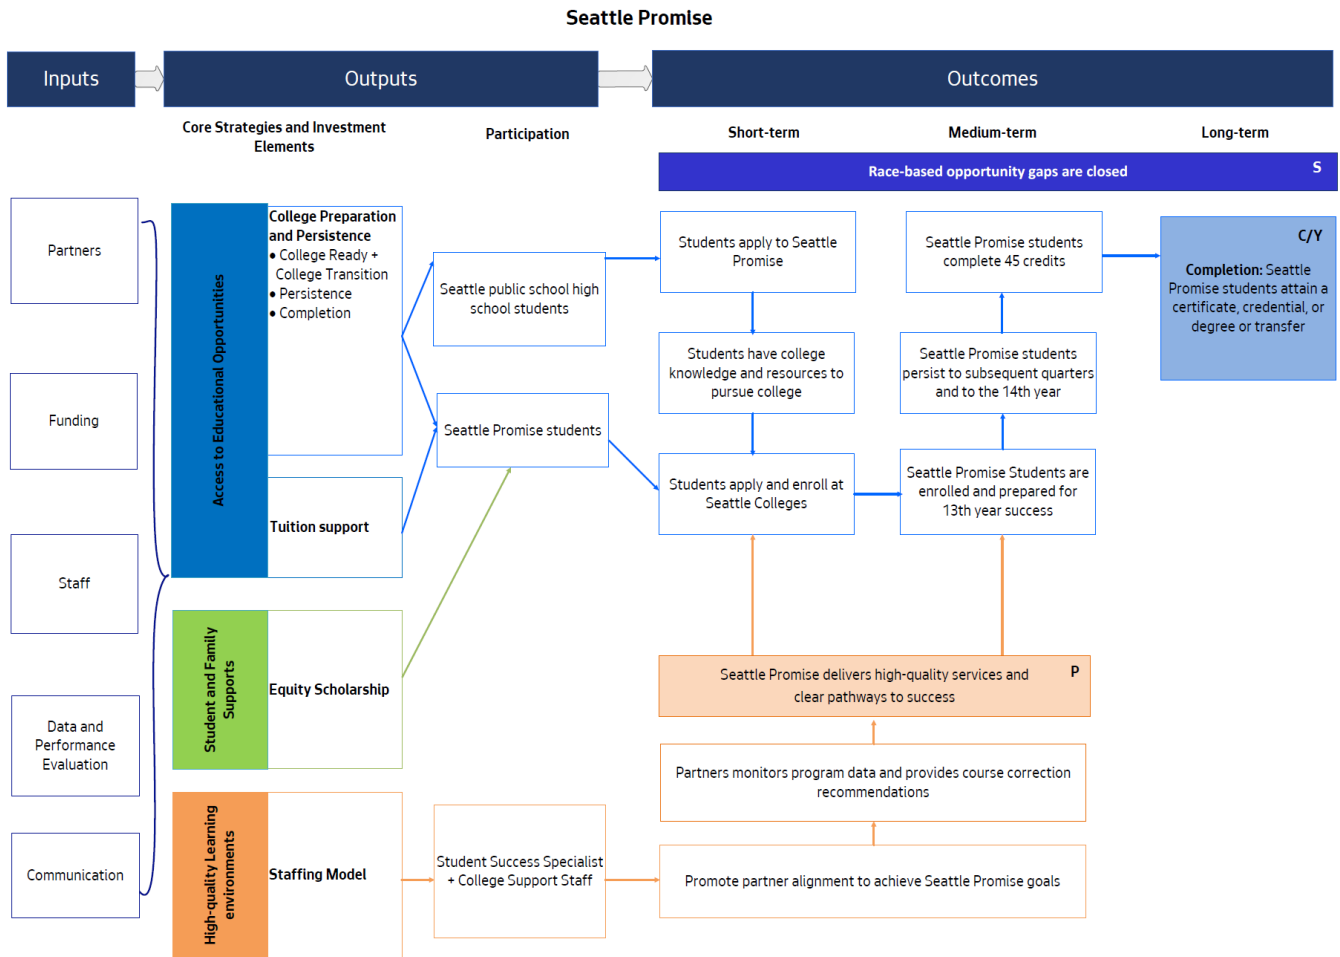 Seattle Promise
Inputs
Outputs
Outcomes
Core Strategies and Investment
Elements
Participation
Short-term
Medium-term
Long-term
Race-based opportunity gaps are closed
S
Partners
Funding
Staff
Data and
Performance
Evaluation
Communication
Access to Educational Opportunities
College Preparation
and Persistence
● College Ready +
College Transition
● Persistence
● Completion
Tuition support
Student and Family
Supports
Equity Scholarship
High-quality Learning
environments
Staffing Model
Seattle public school high
school students
Seattle Promise students
Student Success Specialist
+ College Support Staff
Students apply to Seattle
Promise
Students have college
knowledge and resources to
pursue college
Students apply and enroll at
Seattle Colleges
Seattle Promise students
complete 45 credits
Seattle Promise students
persist to subsequent quarters
and to the 14th year
Seattle Promise Students are
enrolled and prepared for
13th year success
C/Y
Completion: Seattle
Promise students attain a
certificate, credential, or
degree or transfer
Seattle Promise delivers high-quality services and
clear pathways to success
P
Partners monitors program data and provides course correction
recommendations
Promote partner alignment to achieve Seattle Promise goals